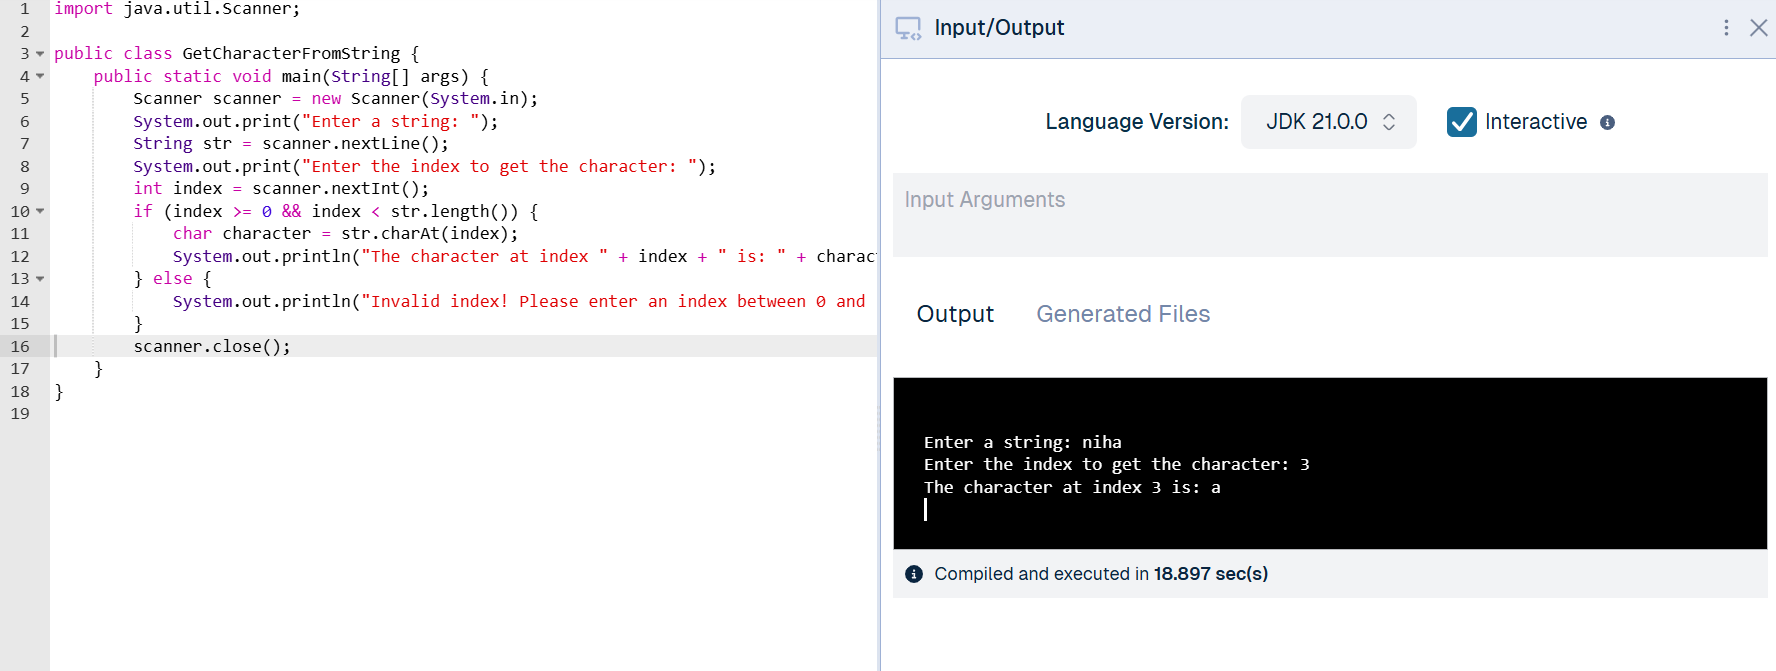 1 import java.util.Scanner;
2
3 public class GetCharacterFromString {
4 public static void main(String[] args) {
5 Scanner scanner = new Scanner(System.in);
6 System.out.print("Enter a string: ");
7 String str = scanner.nextLine();
8 System.out.print("Enter the index to get the character: ");
9 int index = scanner.nextInt();
10 if (index >= 0 && index < str.length()) {
11 char character = str.charAt(index);
12 System.out.println("The character at index " + index + " is: " + charac
13 } else {
14 System.out.println("Invalid index! Please enter an index between 0 and
15 }
16 scanner.close();
17 }
18 }
19
Input/Output
Language Version: JDK 21.0.0 Interactive
Input Arguments
Output Generated Files
Enter a string: niha
Enter the index to get the character: 3
The character at index 3 is: a
Compiled and executed in 18.897 sec(s)